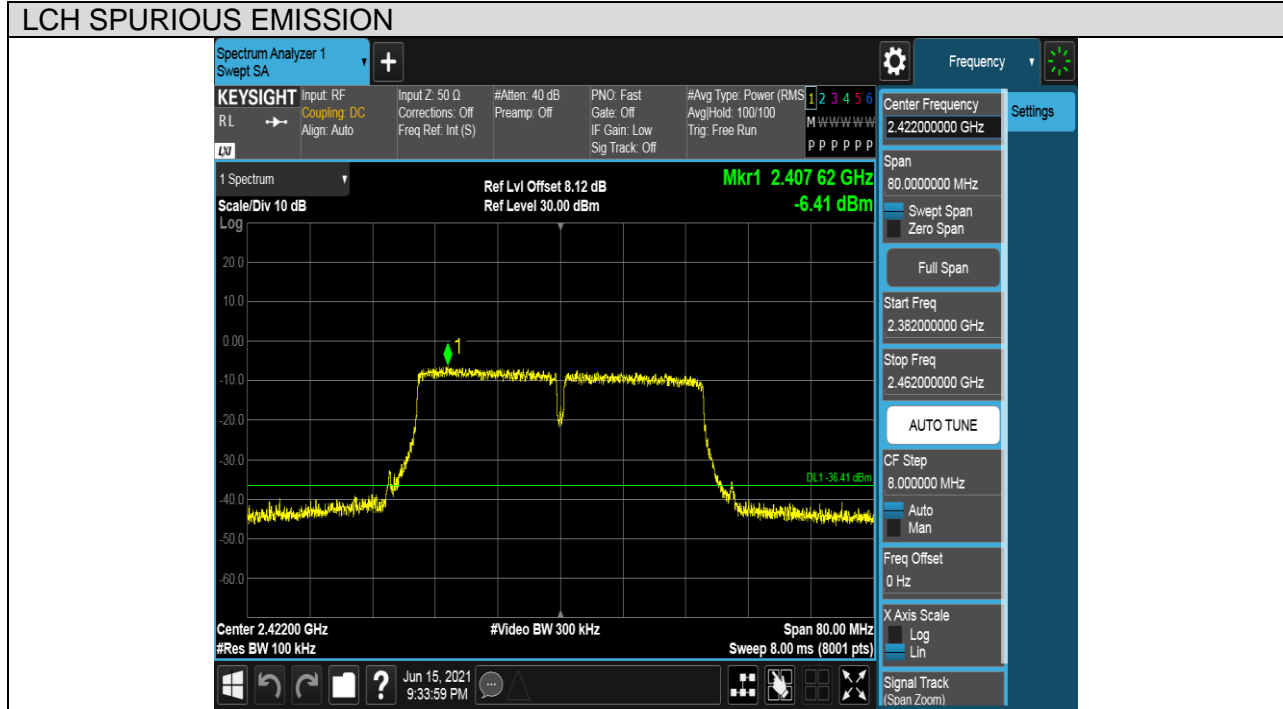 LCH SPURIOUS EMISSION
Spectrum Analyzer 1
Swept SA
Frequency
KEYSIGHT
RL
LXI
Input: RF
Coupling: DC
Align: Auto
Input Z: 50 Ω
Corrections: Off
Freq Ref: Int (S)
#Atten: 40 dB
Preamp: Off
PNO: Fast
Gate: Off
IF Gain: Low
Sig Track: Off
#Avg Type: Power (RMS
Avg|Hold: 100/100
Trig: Free Run
1 2 3 4 5 6
M W W W W W
P P P P P P
1 Spectrum
Scale/Div 10 dB
Log
Ref Lvl Offset 8.12 dB
Ref Level 30.00 dBm
Mkr1 2.407 62 GHz
-6.41 dBm
20.0
10.0
0.00
-10.0
-20.0
-30.0
-40.0
-50.0
-60.0
1
DL1 -36.41 dBm
Center 2.42200 GHz
#Res BW 100 kHz
#Video BW 300 kHz
Span 80.00 MHz
Sweep 8.00 ms (8001 pts)
Jun 15, 2021
9:33:59 PM
Center Frequency
2.422000000 GHz
Settings
Span
80.0000000 MHz
Swept Span
Zero Span
Full Span
Start Freq
2.382000000 GHz
Stop Freq
2.462000000 GHz
AUTO TUNE
CF Step
8.000000 MHz
Auto
Man
Freq Offset
0 Hz
X Axis Scale
Log
Lin
Signal Track
(Span Zoom)